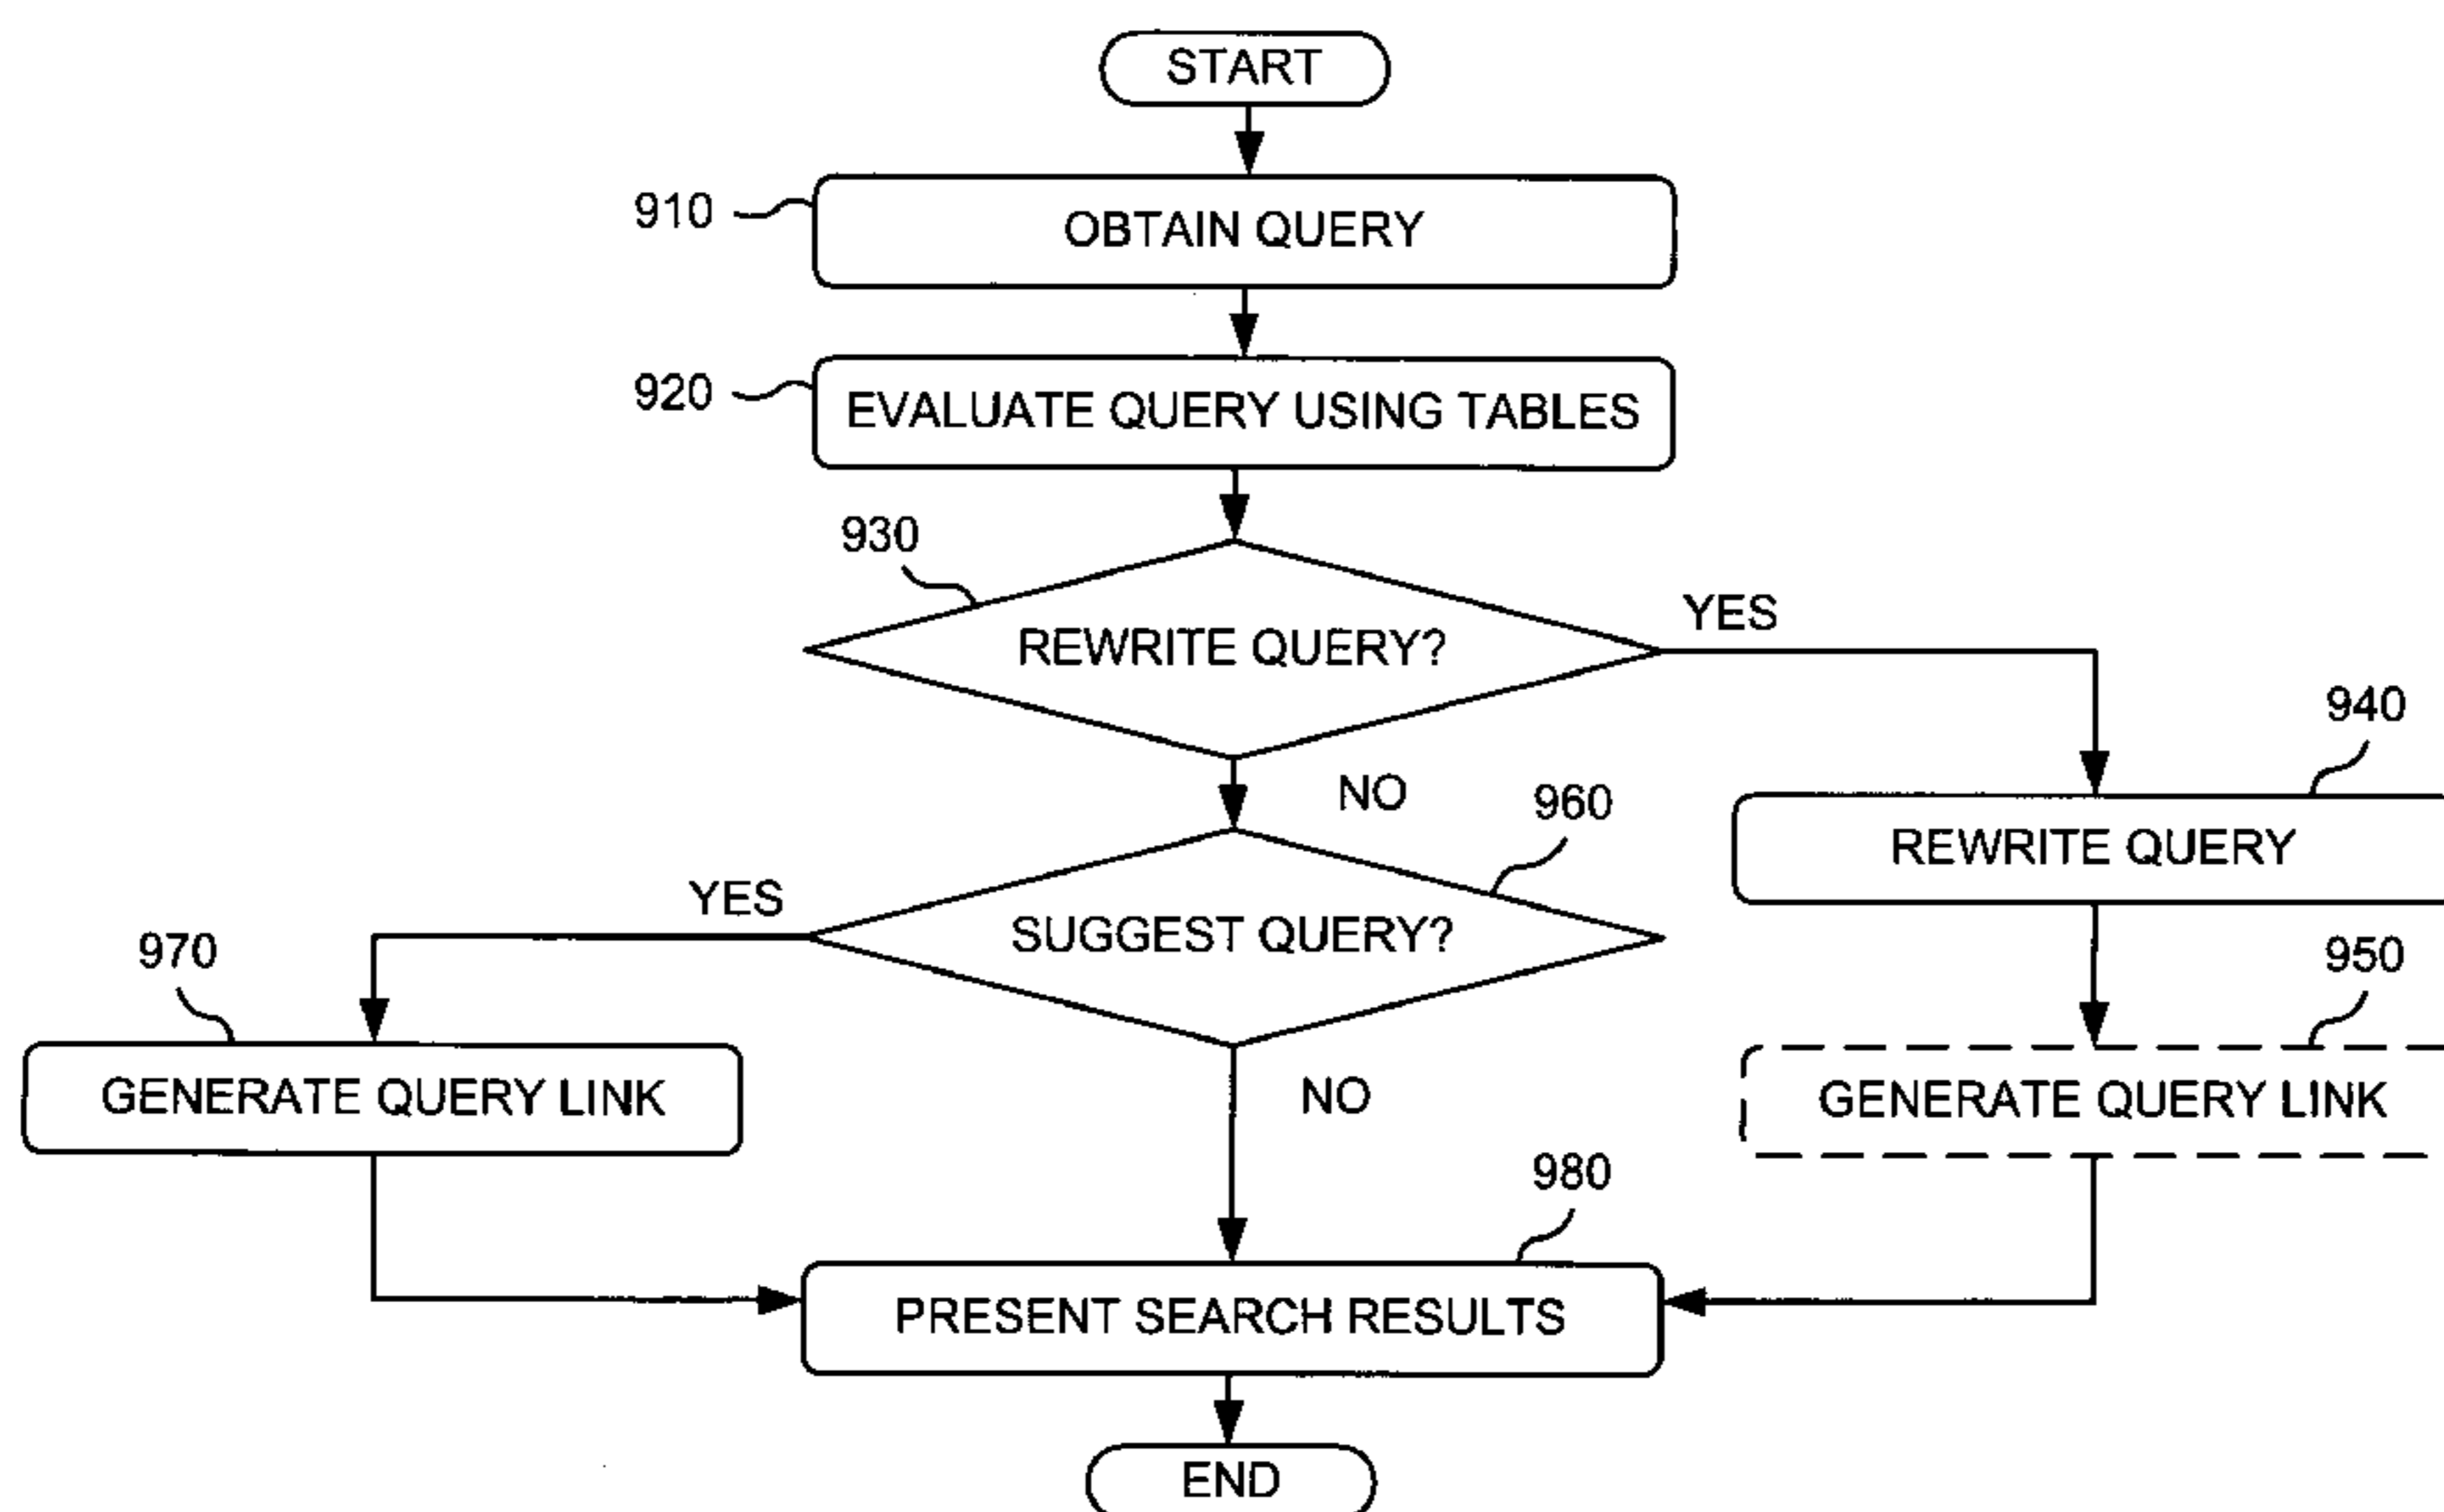 START
910
OBTAIN QUERY
920
EVALUATE QUERY USING TABLES
930
REWRITE QUERY?
YES
940
REWRITE QUERY
NO
960
SUGGEST QUERY?
YES
970
GENERATE QUERY LINK
950
GENERATE QUERY LINK
NO
980
PRESENT SEARCH RESULTS
END